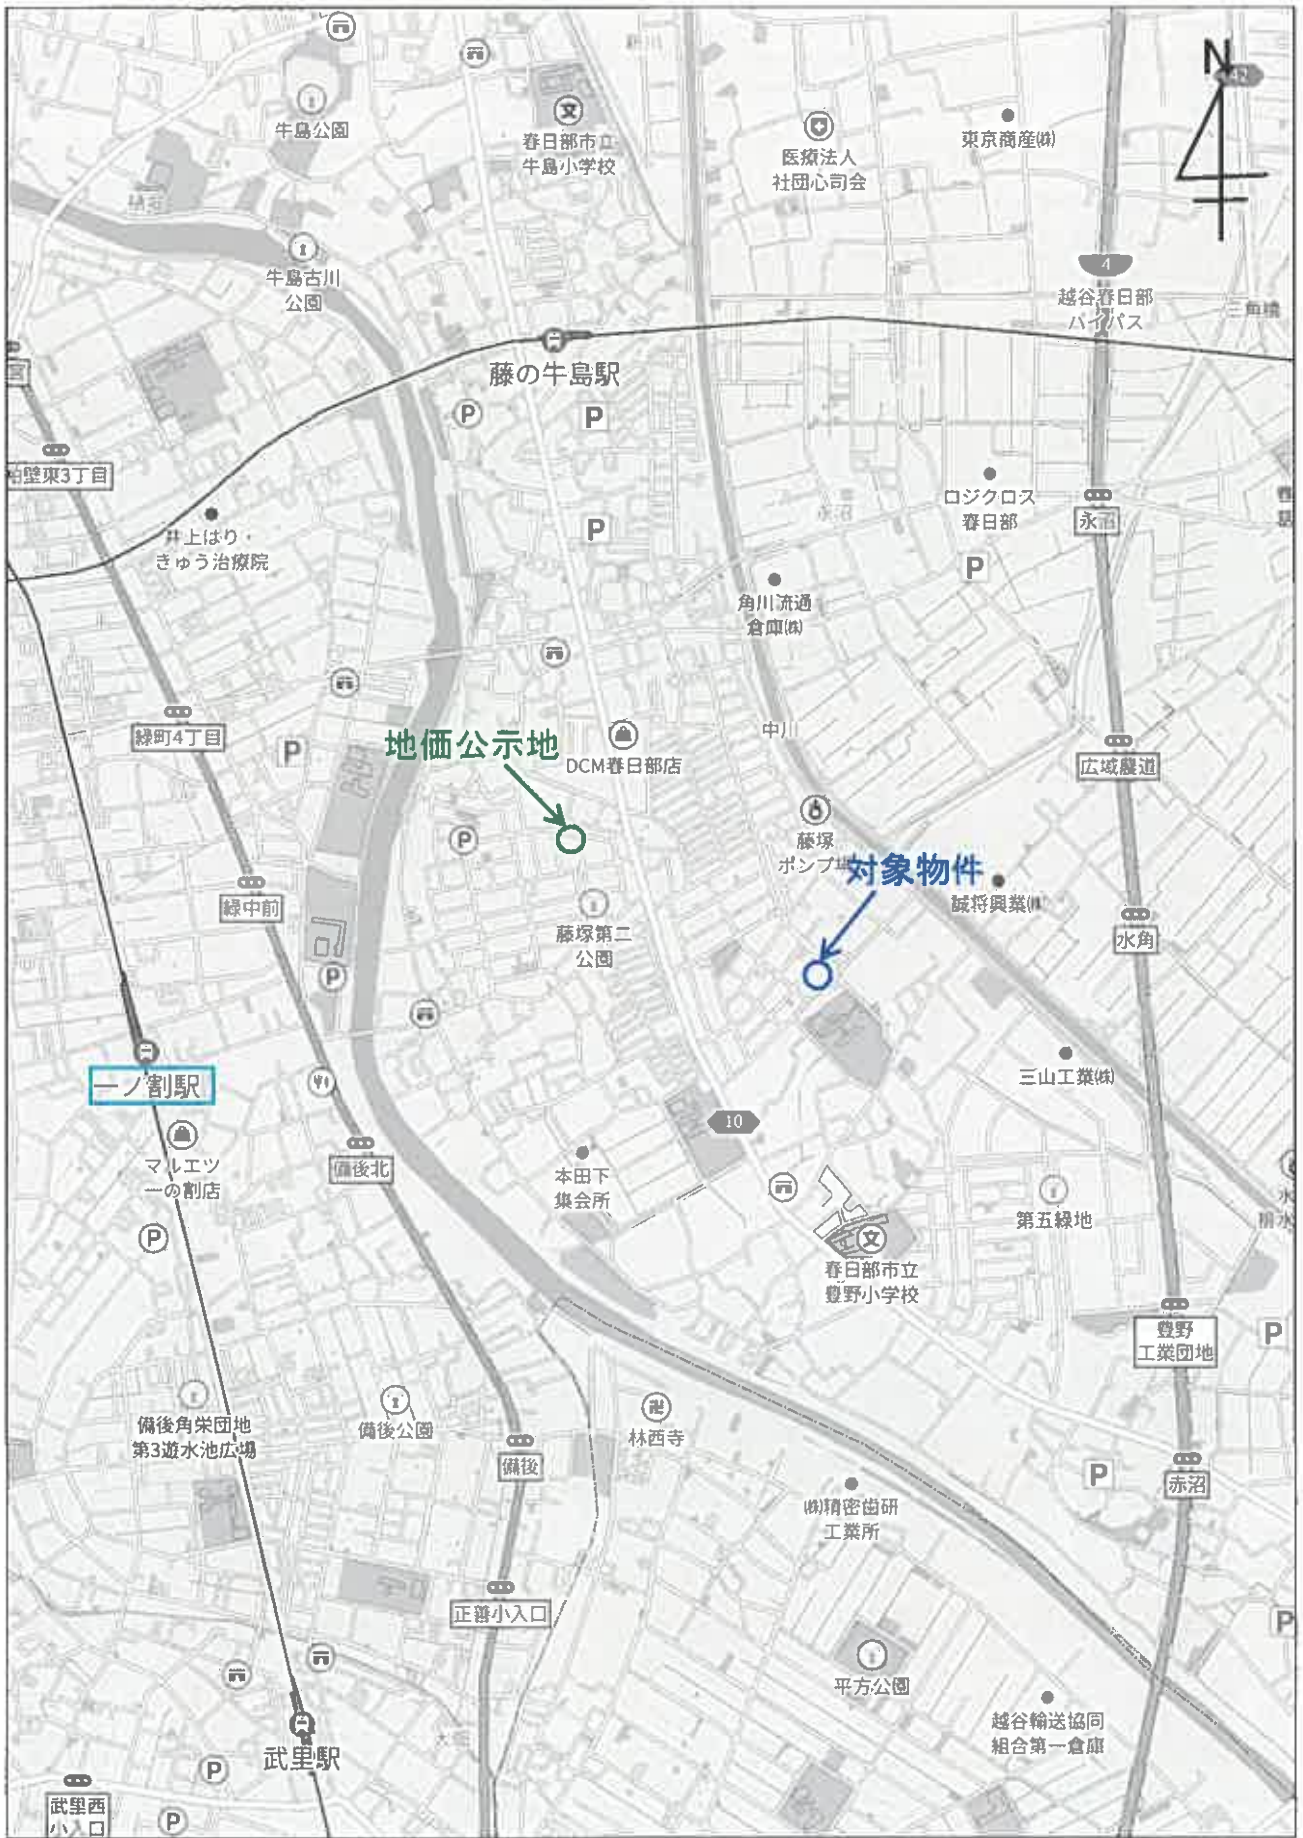 N
牛島公園
春日部市立
牛島小学校
医療法人
社団心司会
東京商産㈱
牛島古川
公園
4
越谷春日部
バイパス
三角橋
藤の牛島駅
P
P
宮
柏壁東3丁目
ロジクロス
春日部
永沼
井上はり・
きゅう治療院
P
P
角川流通
倉庫㈱
緑町4丁目
P
地価公示地
DCM春日部店
中川
広域農道
P
藤塚
ポンプ場
対象物件
誠将興業㈱
緑中前
藤塚第二
公園
水角
P
一ノ割駅
三山工業㈱
10
マルエツ
一の割店
備後北
本田下
集会所
第五緑地
P
文
春日部市立
豊野小学校
豊野
工業団地
P
備後角栄団地
第3遊水池広場
備後公園
林西寺
備後
P
赤沼
㈱精密歯研
工業所
正善小入口
P
平方公園
越谷輸送協同
組合第一倉庫
武里駅
P
武里西
小入口
P